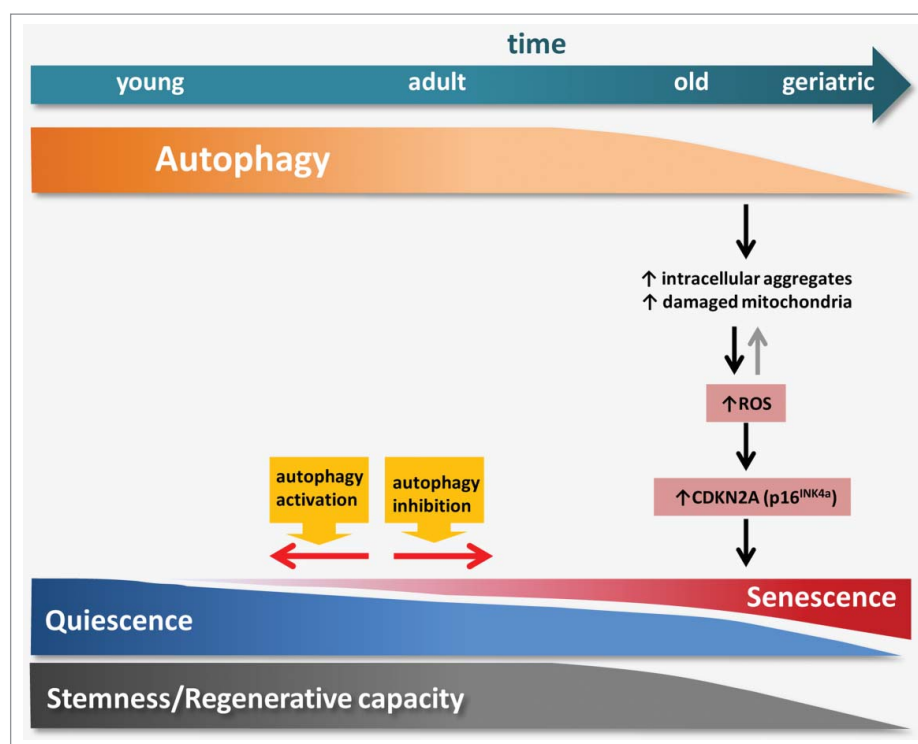 time
young adult old geriatric
Autophagy
↑ intracellular aggregates
↑ damaged mitochondria
↑ROS
autophagy
activation
autophagy
inhibition
↑CDKN2A (p16INK4a)
Senescence
Quiescence
Stemness/Regenerative capacity